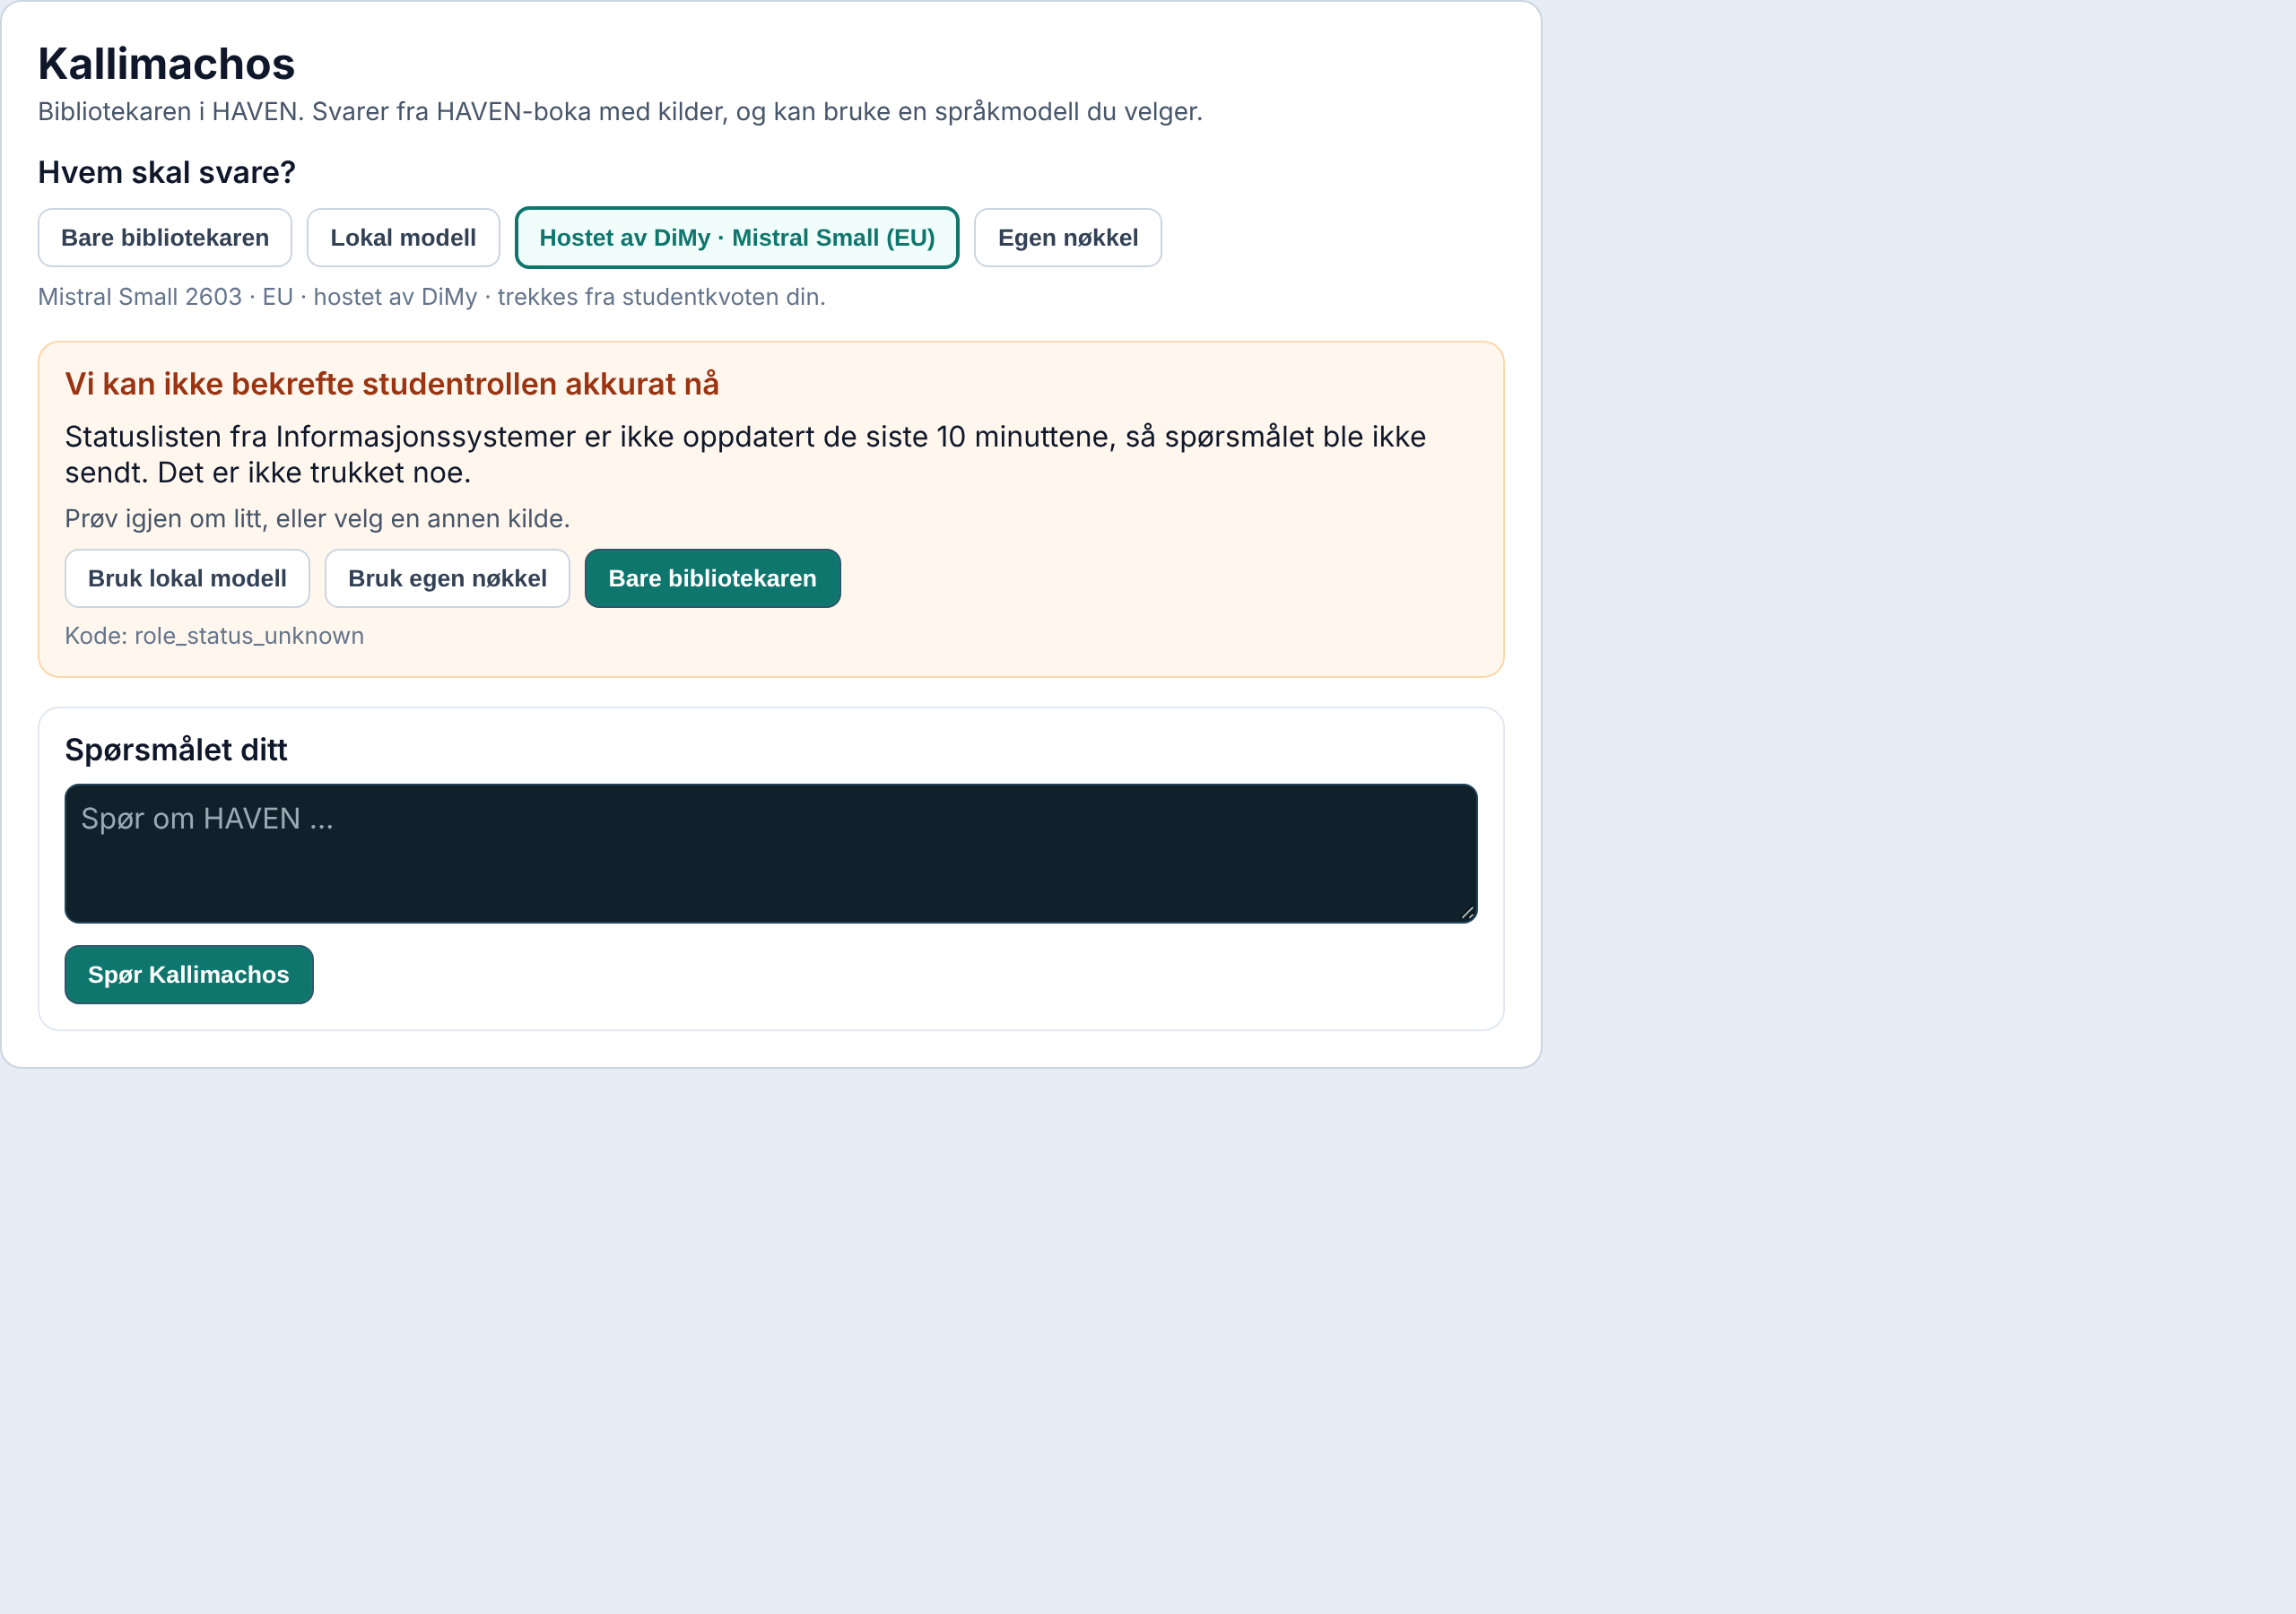 Kallimachos
Bibliotekaren i HAVEN. Svarer fra HAVEN-boka med kilder, og kan bruke en språkmodell du velger.
Hvem skal svare?
Bare bibliotekaren
Lokal modell
Hostet av DiMy · Mistral Small (EU)
Egen nøkkel
Mistral Small 2603 · EU · hostet av DiMy · trekkes fra studentkvoten din.
Vi kan ikke bekrefte studentrollen akkurat nå
Statuslisten fra Informasjonssystemer er ikke oppdatert de siste 10 minuttene, så spørsmålet ble ikke
sendt. Det er ikke trukket noe.
Prøv igjen om litt, eller velg en annen kilde.
Bruk lokal modell
Bruk egen nøkkel
Bare bibliotekaren
Kode: role_status_unknown
Spørsmålet ditt
Spør om HAVEN ...
Spør Kallimachos